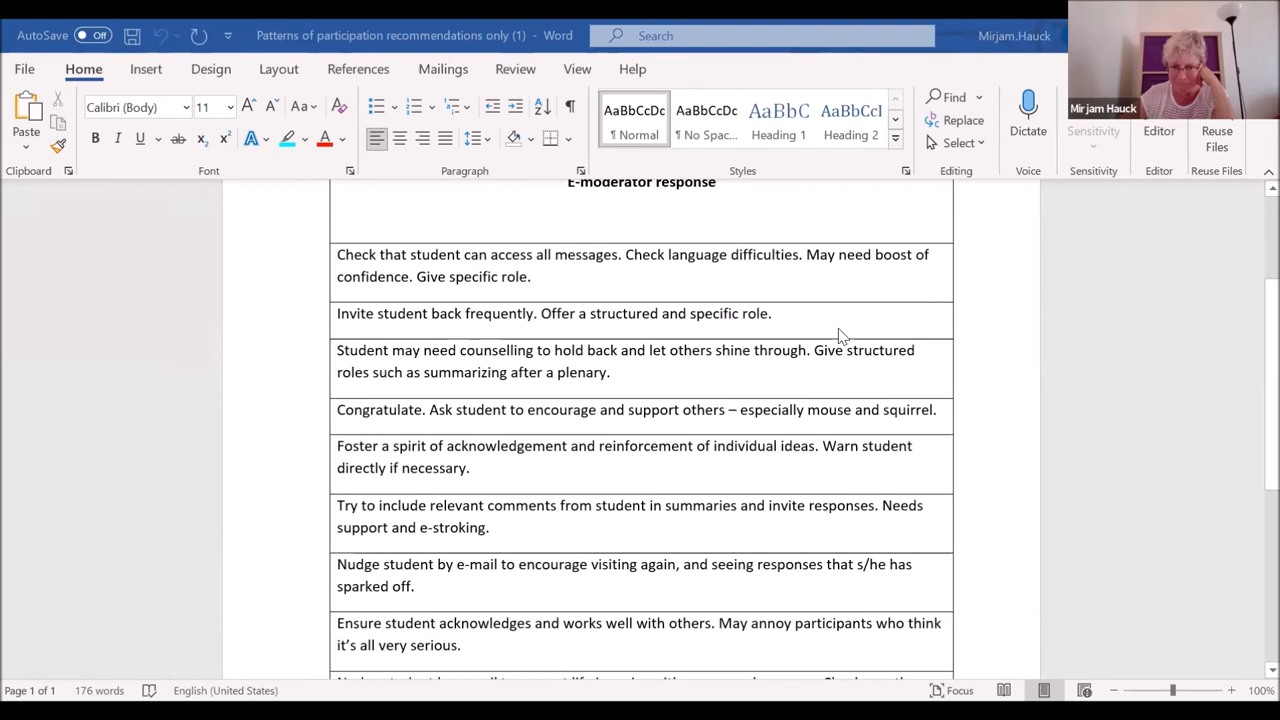 AutoSave Off Patterns of participation recommendations only (1) - Word Search Mirjam.Hauck
File Home Insert Design Layout References Mailings Review View Help
Mirjam Hauck
Paste Calibri (Body) 11 Aa AaBbCcDc AaBbCcDc AaBbC AaBbCcI Find Replace Select Dictate Sensitivity Editor Reuse Files
B I U ab x₂ x² A A ¶ Normal ¶ No Spac... Heading 1 Heading 2
Clipboard Font Paragraph Styles Editing Voice Sensitivity Editor Reuse Files
E-moderator response
Check that student can access all messages. Check language difficulties. May need boost of
confidence. Give specific role.
Invite student back frequently. Offer a structured and specific role.
Student may need counselling to hold back and let others shine through. Give structured
roles such as summarizing after a plenary.
Congratulate. Ask student to encourage and support others – especially mouse and squirrel.
Foster a spirit of acknowledgement and reinforcement of individual ideas. Warn student
directly if necessary.
Try to include relevant comments from student in summaries and invite responses. Needs
support and e-stroking.
Nudge student by e-mail to encourage visiting again, and seeing responses that s/he has
sparked off.
Ensure student acknowledges and works well with others. May annoy participants who think
it's all very serious.
Page 1 of 1 176 words English (United States) Focus 100%